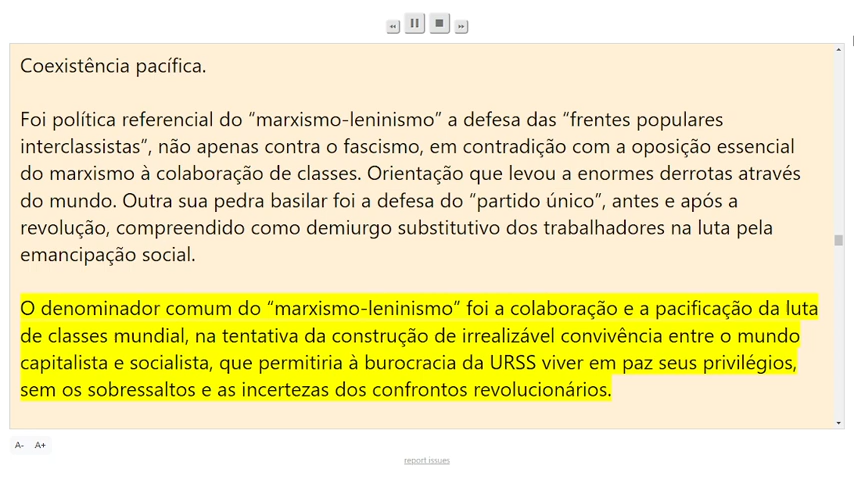 Coexistência pacífica.
Foi política referencial do “marxismo-leninismo” a defesa das “frentes populares
interclassistas”, não apenas contra o fascismo, em contradição com a oposição essencial
do marxismo à colaboração de classes. Orientação que levou a enormes derrotas através
do mundo. Outra sua pedra basilar foi a defesa do “partido único”, antes e após a
revolução, compreendido como demiurgo substitutivo dos trabalhadores na luta pela
emancipação social.
O denominador comum do “marxismo-leninismo” foi a colaboração e a pacificação da luta
de classes mundial, na tentativa da construção de irrealizável convivência entre o mundo
capitalista e socialista, que permitiria à burocracia da URSS viver em paz seus privilégios,
sem os sobressaltos e as incertezas dos confrontos revolucionários.
A- A+
report issues